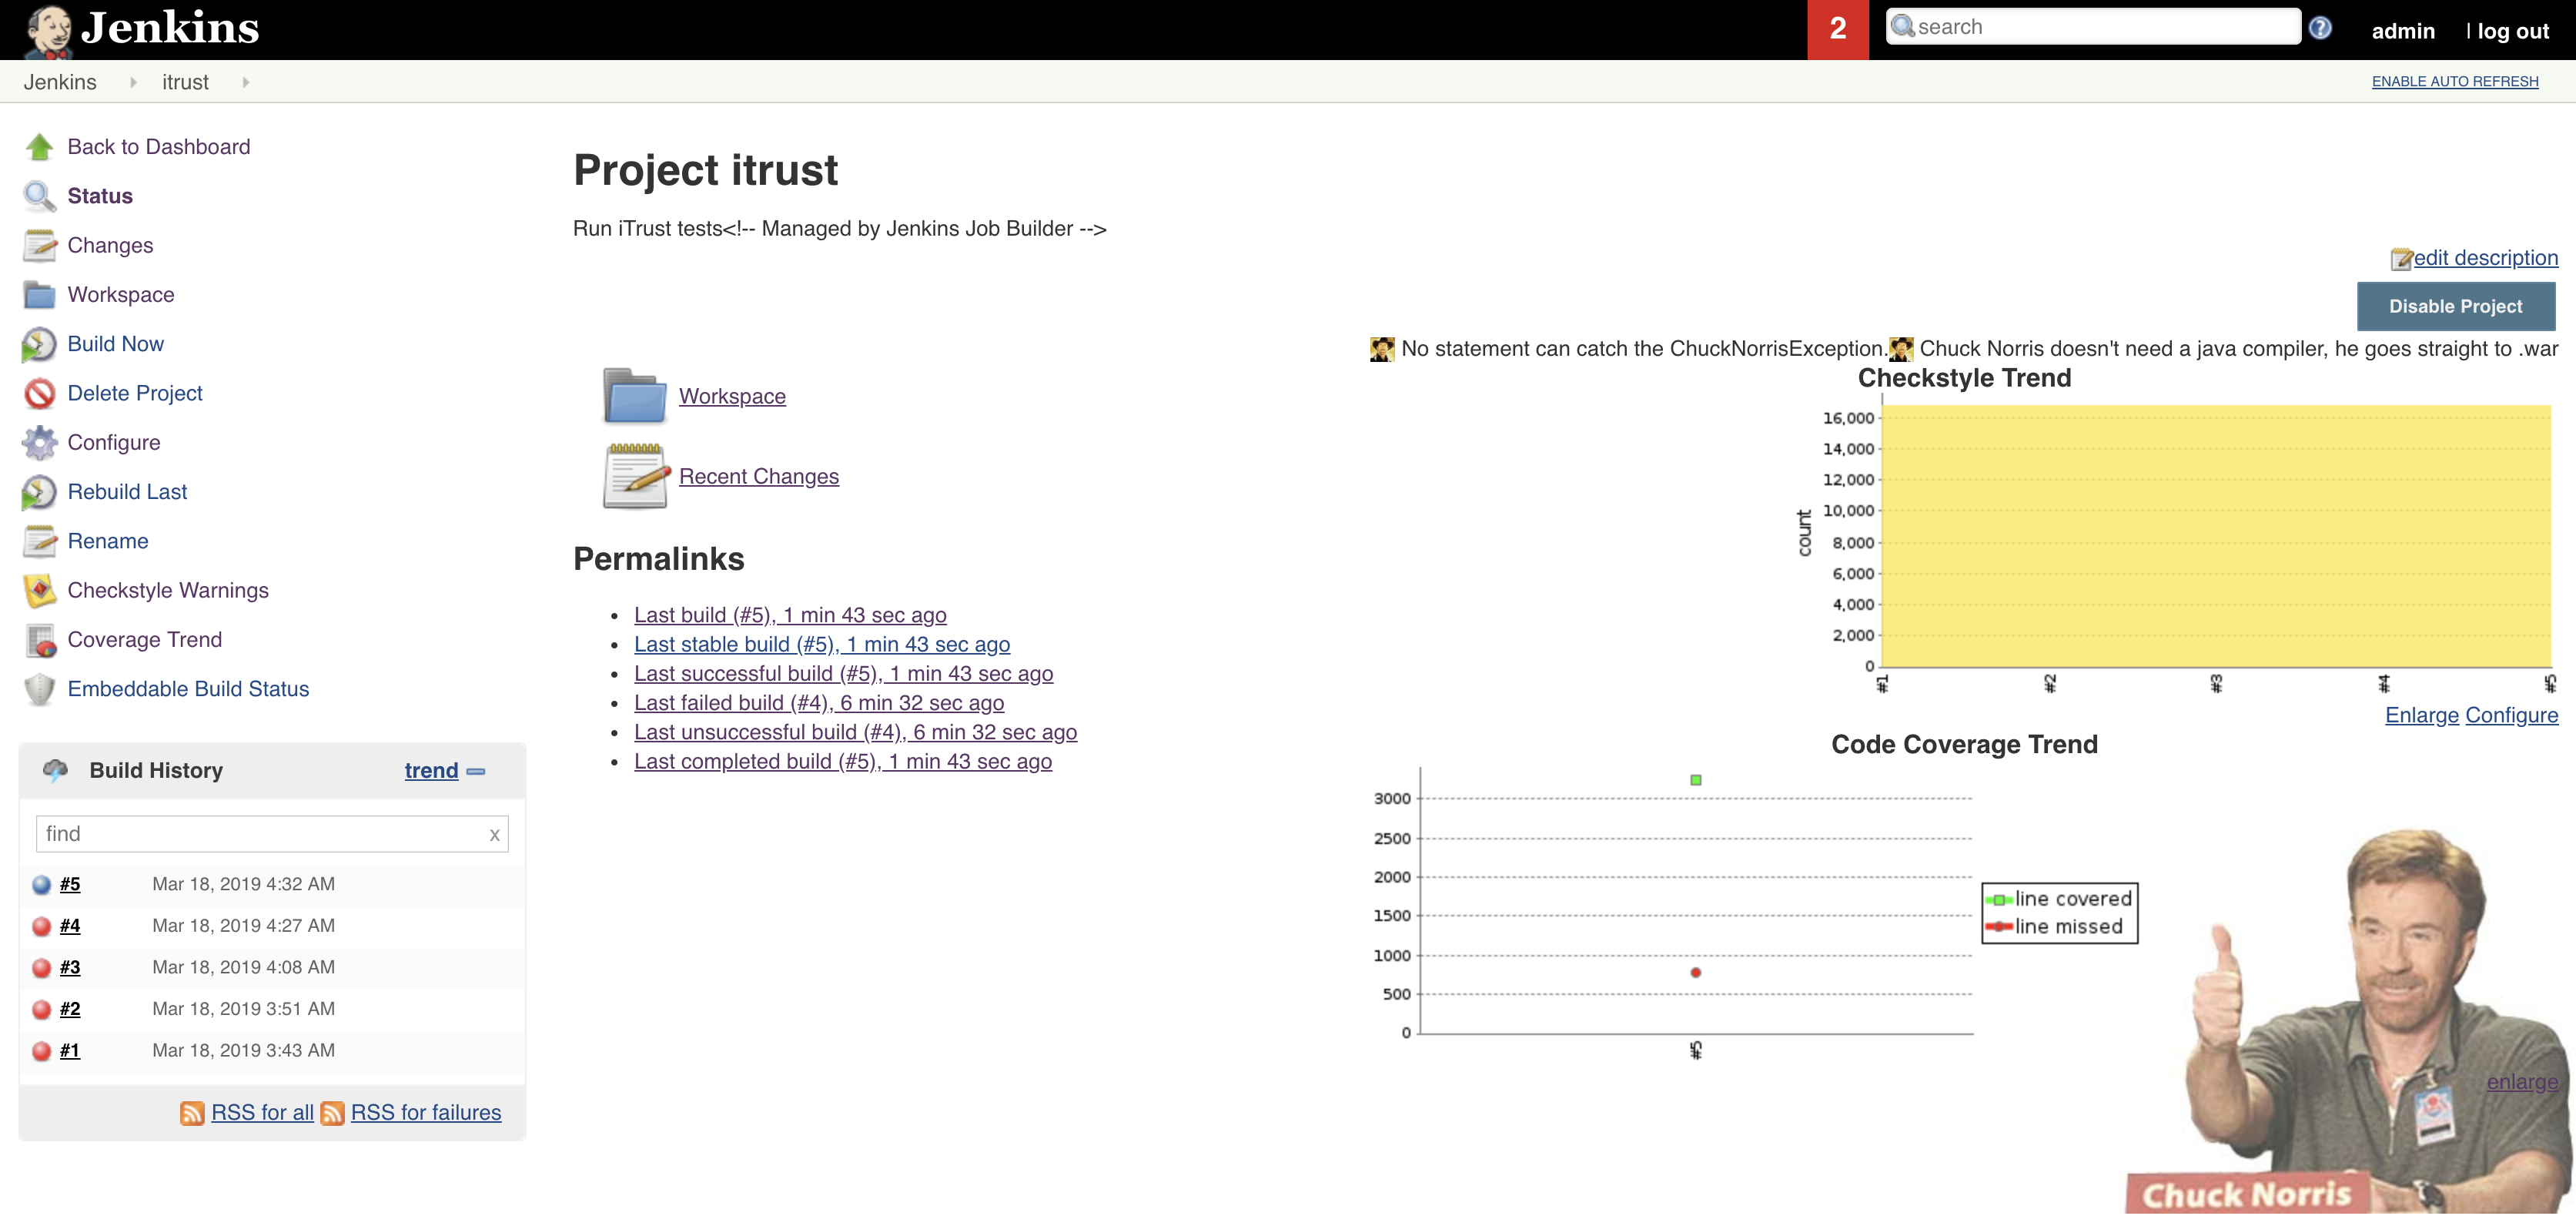 Jenkins
2
search
admin
| log out
Jenkins
itrust
ENABLE AUTO REFRESH
Back to Dashboard
Status
Changes
Workspace
Build Now
Delete Project
Configure
Rebuild Last
Rename
Checkstyle Warnings
Coverage Trend
Embeddable Build Status
Build History
trend
find
x
#5 Mar 18, 2019 4:32 AM
#4 Mar 18, 2019 4:27 AM
#3 Mar 18, 2019 4:08 AM
#2 Mar 18, 2019 3:51 AM
#1 Mar 18, 2019 3:43 AM
RSS for all RSS for failures
Project itrust
Run iTrust tests<!-- Managed by Jenkins Job Builder -->
edit description
Disable Project
No statement can catch the ChuckNorrisException. Chuck Norris doesn't need a java compiler, he goes straight to .war
Workspace
Recent Changes
Permalinks
Last build (#5), 1 min 43 sec ago
Last stable build (#5), 1 min 43 sec ago
Last successful build (#5), 1 min 43 sec ago
Last failed build (#4), 6 min 32 sec ago
Last unsuccessful build (#4), 6 min 32 sec ago
Last completed build (#5), 1 min 43 sec ago
Checkstyle Trend
16,000
14,000
12,000
10,000
8,000
6,000
4,000
2,000
0
count
#1 #2 #3 #4 #5
Enlarge Configure
Code Coverage Trend
3000
2500
2000
1500
1000
500
0
#5
line covered
line missed
enlarge
Chuck Norris